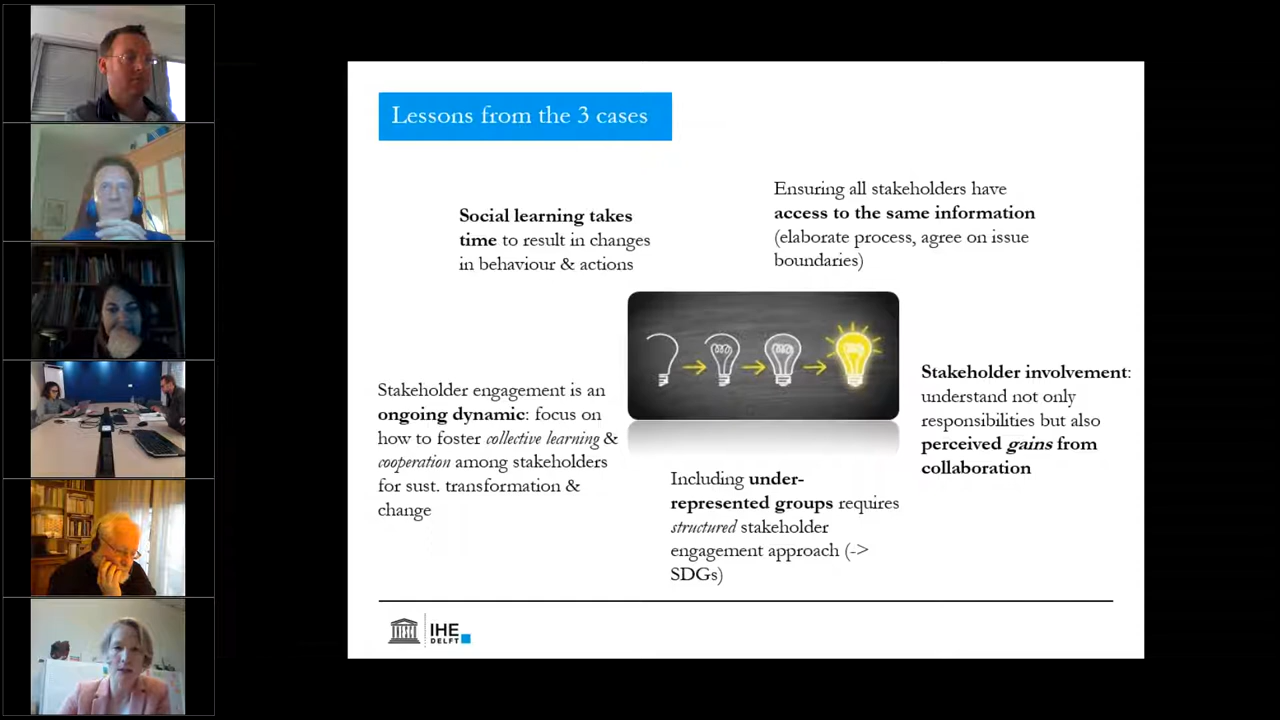 Lessons from the 3 cases
Social learning takes
time to result in changes
in behaviour & actions
Ensuring all stakeholders have
access to the same information
(elaborate process, agree on issue
boundaries)
Stakeholder engagement is an
ongoing dynamic: focus on
how to foster collective learning &
cooperation among stakeholders
for sust. transformation &
change
Stakeholder involvement:
understand not only
responsibilities but also
perceived gains from
collaboration
Including under-
represented groups requires
structured stakeholder
engagement approach (->
SDGs)
IHE
DELFT